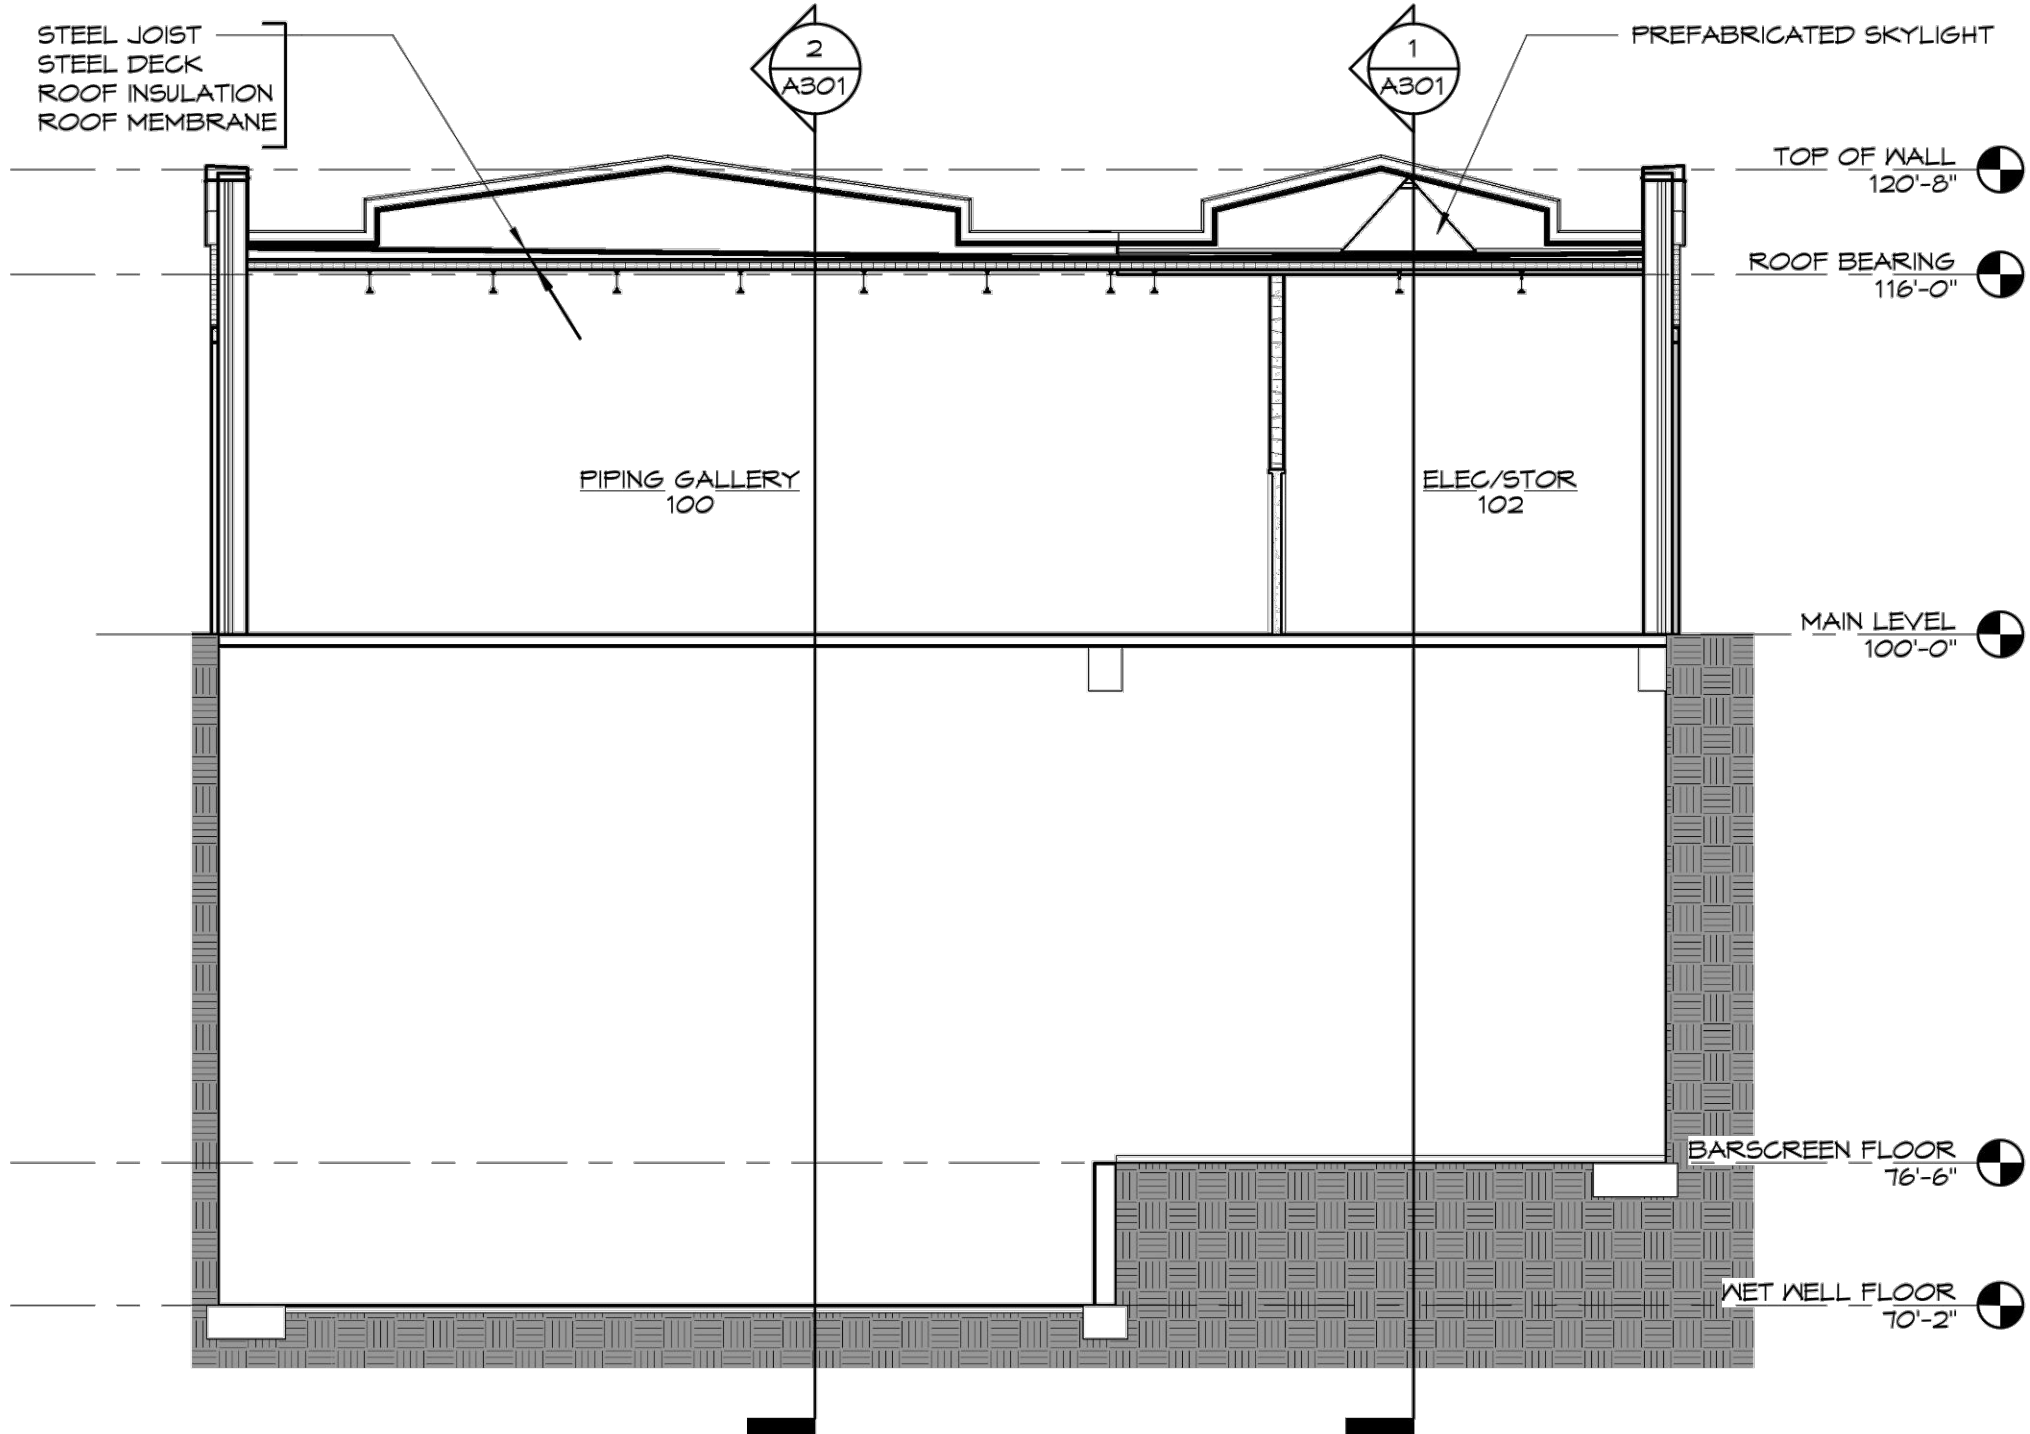 STEEL JOIST
STEEL DECK
ROOF INSULATION
ROOF MEMBRANE
2
A301
1
A301
PREFABRICATED SKYLIGHT
TOP OF WALL
120'-8"
ROOF BEARING
116'-0"
PIPING GALLERY
100
ELEC/STOR
102
MAIN LEVEL
100'-0"
BARSCREEN FLOOR
76'-6"
WET WELL FLOOR
70'-2"